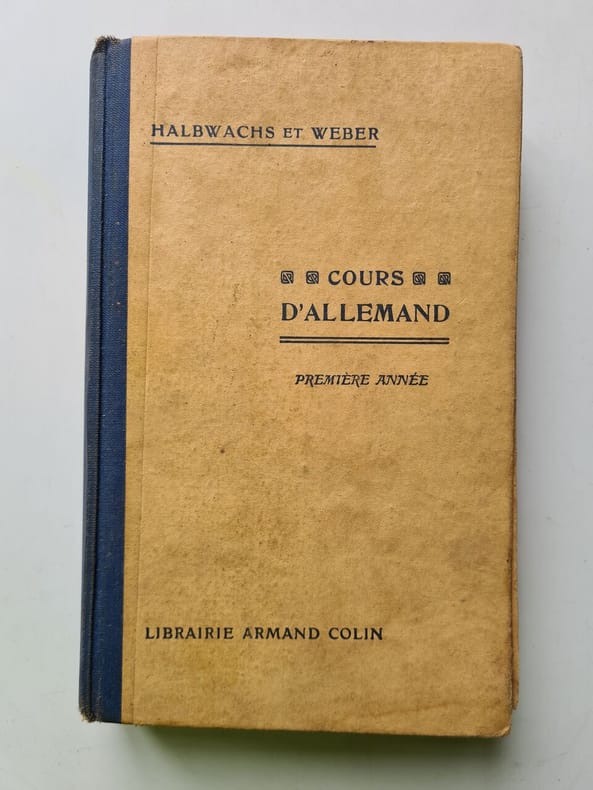 HALBWACHS ET WEBER
COURS
D'ALLEMAND
PREMIÈRE ANNÉE
LIBRAIRIE ARMAND COLIN